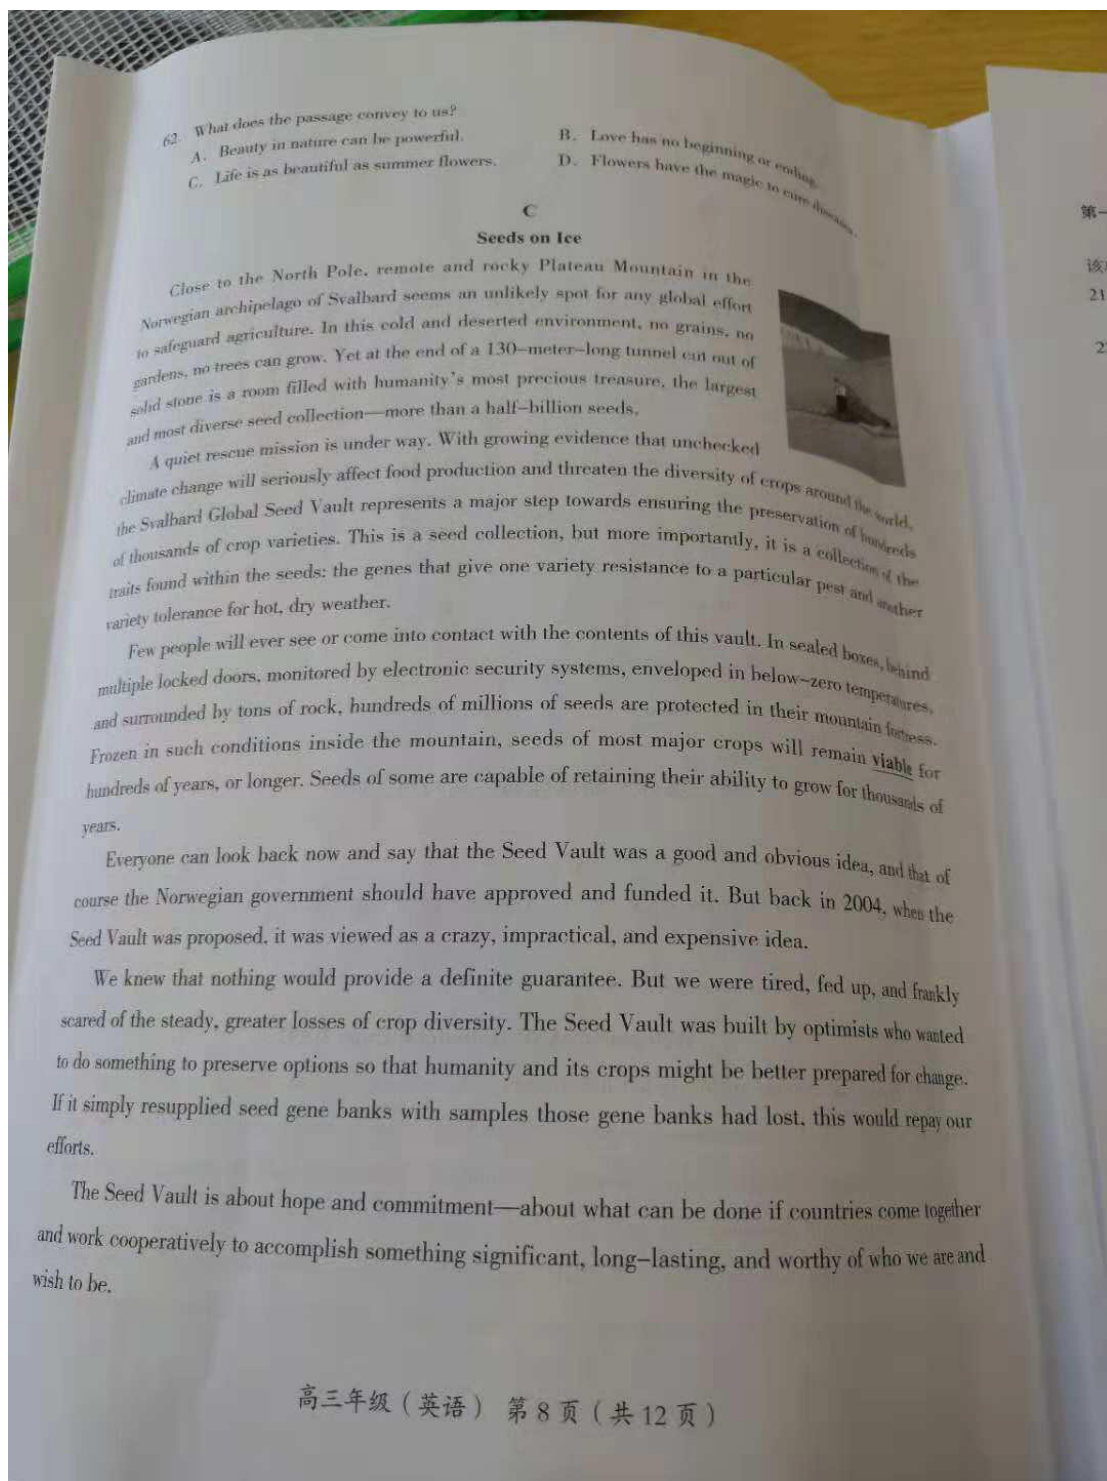 62. What does the passage convey to us?
A. Beauty in nature can be powerful.
B. Love has no beginning or ending.
C. Life is as beautiful as summer flowers.
D. Flowers have the magic to cure diseases.
C
Seeds on Ice
Close to the North Pole, remote and rocky Plateau Mountain in the
Norwegian archipelago of Svalbard seems an unlikely spot for any global effort
to safeguard agriculture. In this cold and deserted environment, no grains, no
gardens, no trees can grow. Yet at the end of a 130-meter-long tunnel cut out of
solid stone is a room filled with humanity's most precious treasure, the largest
and most diverse seed collection—more than a half-billion seeds.
A quiet rescue mission is under way. With growing evidence that unchecked
climate change will seriously affect food production and threaten the diversity of crops around the world,
the Svalbard Global Seed Vault represents a major step towards ensuring the preservation of hundreds
of thousands of crop varieties. This is a seed collection, but more importantly, it is a collection of the
traits found within the seeds: the genes that give one variety resistance to a particular pest and another
variety tolerance for hot, dry weather.
Few people will ever see or come into contact with the contents of this vault. In sealed boxes, behind
multiple locked doors, monitored by electronic security systems, enveloped in below-zero temperatures,
and surrounded by tons of rock, hundreds of millions of seeds are protected in their mountain fortress.
Frozen in such conditions inside the mountain, seeds of most major crops will remain viable for
hundreds of years, or longer. Seeds of some are capable of retaining their ability to grow for thousands of
years.
Everyone can look back now and say that the Seed Vault was a good and obvious idea, and that of
course the Norwegian government should have approved and funded it. But back in 2004, when the
Seed Vault was proposed, it was viewed as a crazy, impractical, and expensive idea.
We knew that nothing would provide a definite guarantee. But we were tired, fed up, and frankly
scared of the steady, greater losses of crop diversity. The Seed Vault was built by optimists who wanted
to do something to preserve options so that humanity and its crops might be better prepared for change.
If it simply resupplied seed gene banks with samples those gene banks had lost, this would repay our
efforts.
The Seed Vault is about hope and commitment—about what can be done if countries come together
and work cooperatively to accomplish something significant, long-lasting, and worthy of who we are and
wish to be.
高三年级（英语） 第 8 页（共 12 页）
第一
该
21
2